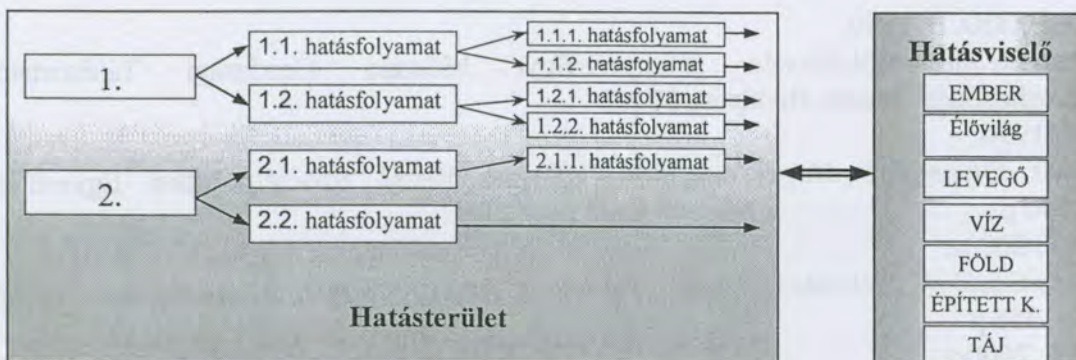 1.
1.1. hatásfolyamat
1.2. hatásfolyamat
1.1.1. hatásfolyamat
1.1.2. hatásfolyamat
1.2.1. hatásfolyamat
1.2.2. hatásfolyamat
2.
2.1. hatásfolyamat
2.2. hatásfolyamat
2.1.1. hatásfolyamat
Hatásterület
Hatásviselő
EMBER
Élővilág
LEVEGŐ
VÍZ
FÖLD
ÉPÍTETT K.
TÁJ